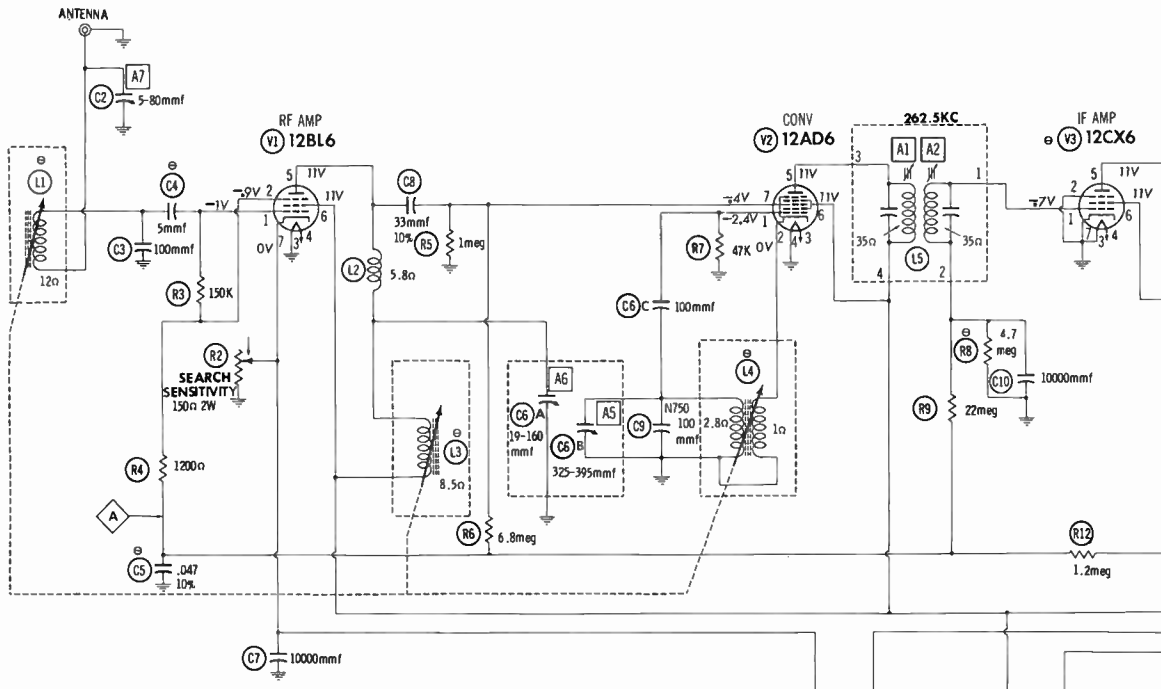 ANTENNA
A7
C2
5-80mmf
RF AMP
V1 12BL6
CONV
V2 12AD6
262.5KC
IF AMP
⊖ V3 12CX6
A1
A2
5
11V
5
11V
3
1
5
⊖
L1
⊖
C4
-.9V
2
11V
C8
-.4V
7
11V
-.7V
2
-1V
1
6
33mmf
10%
-2.4V
1
6
1
6
5mmf
R5
1meg
R7
47K
0V
2
4
3
35Ω
35Ω
3
4
7
C3
100mmf
0V
7
3
4
L5
12Ω
L2
5.8Ω
4
2
R3
150K
C6 C
100mmf
⊖
R8
4.7
meg
C10
10000mmf
R2
SEARCH
SENSITIVITY
150Ω 2W
A6
⊖
L4
C6 A
19-160
mmf
A5
C6 B
325-395mmf
N750
100
mmf
C9
2.8Ω
1Ω
R9
22meg
⊖
L3
8.5Ω
R4
1200Ω
A
R6
6.8meg
R12
1.2meg
⊖
C5
.047
10%
C7
10000mmf